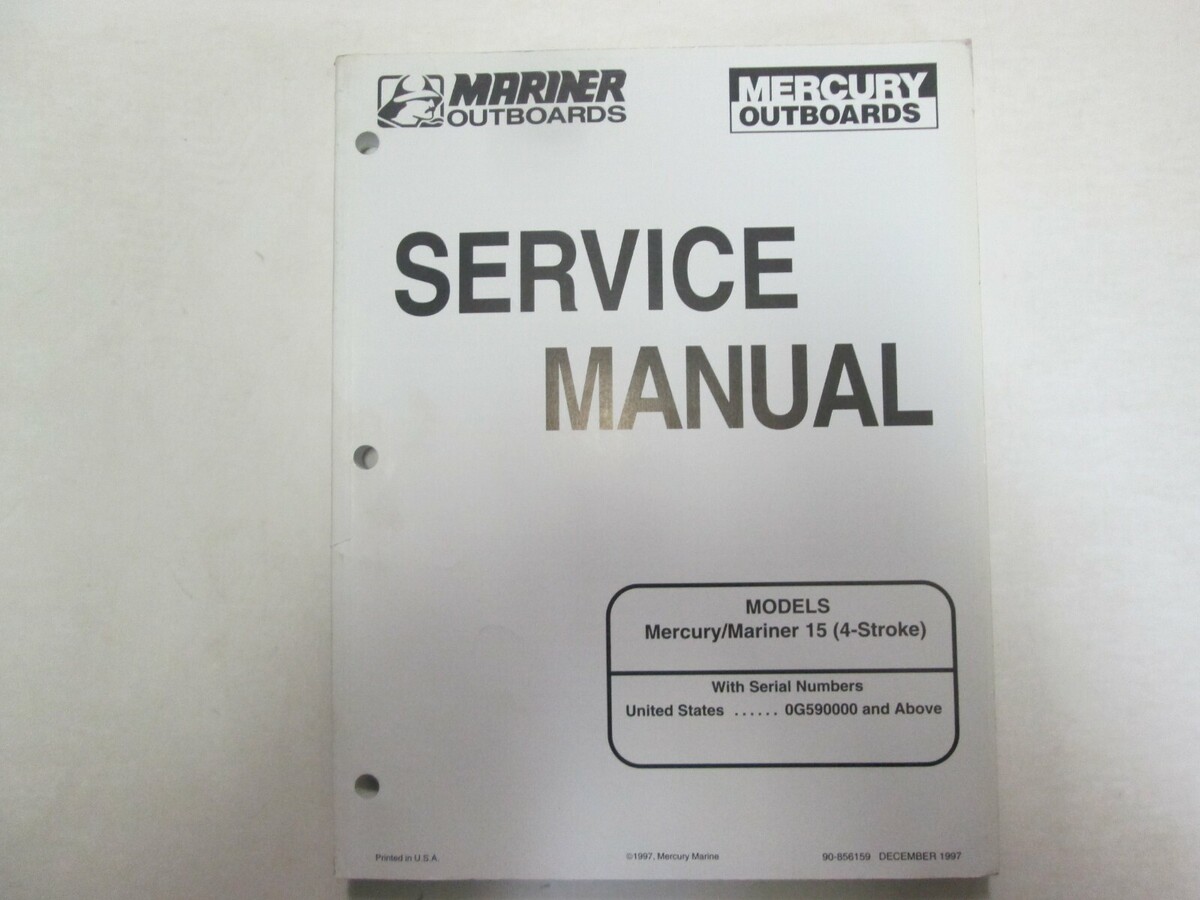 MARINER
OUTBOARDS
MERCURY
OUTBOARDS
SERVICE
MANUAL
MODELS
Mercury/Mariner 15 (4-Stroke)
With Serial Numbers
United States ...... 0G590000 and Above
Printed in U.S.A.
©1997, Mercury Marine
90-856159 DECEMBER 1997